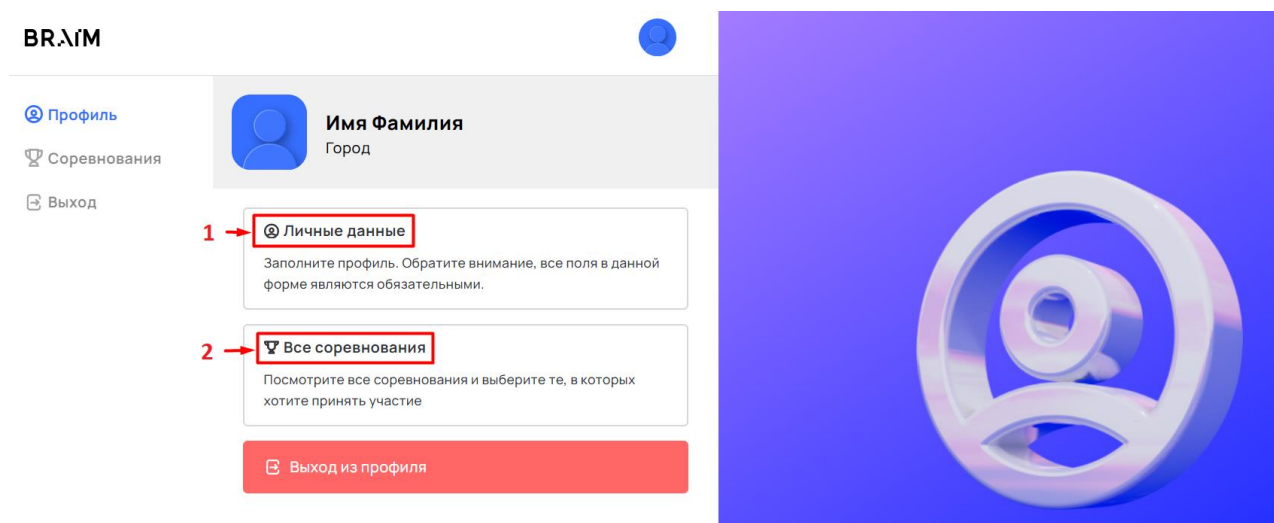 BRAIM
Профиль
Соревнования
Выход
Имя Фамилия
Город
1
Личные данные
Заполните профиль. Обратите внимание, все поля в данной
форме являются обязательными.
2
Все соревнования
Посмотрите все соревнования и выберите те, в которых
хотите принять участие
Выход из профиля